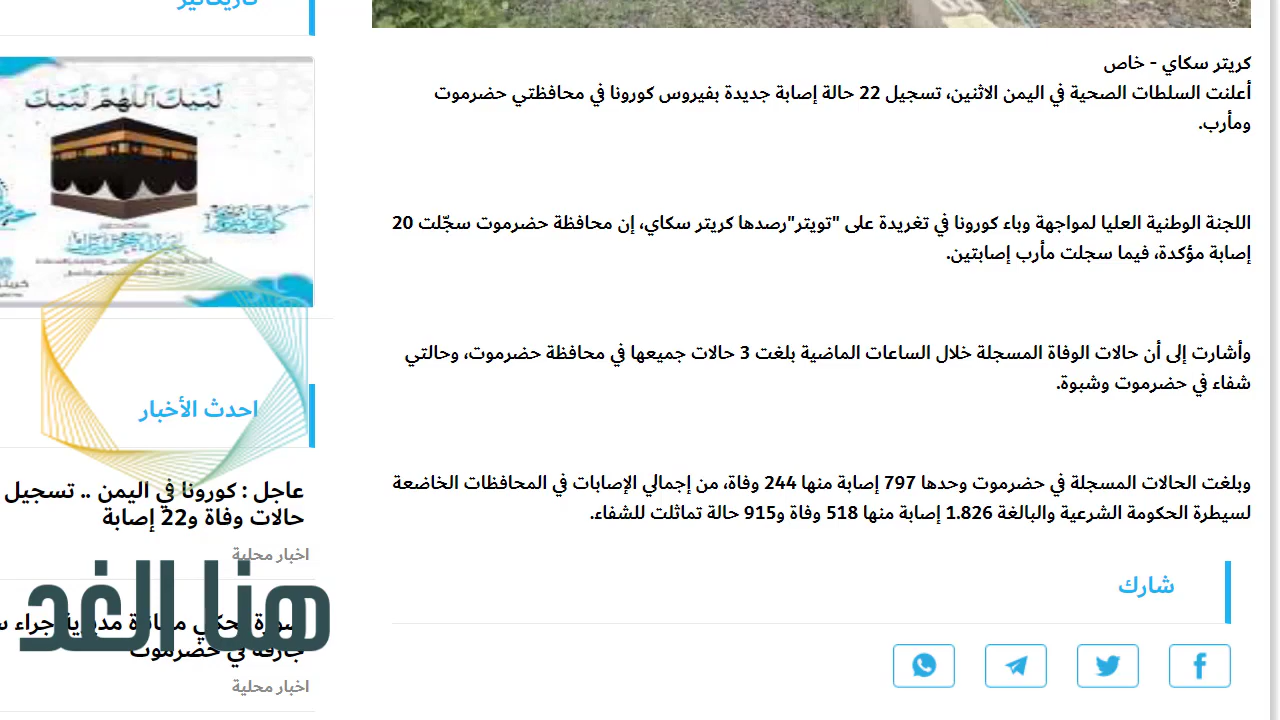 كريتر سكاي - خاص
أعلنت السلطات الصحية في اليمن الاثنين، تسجيل 22 حالة إصابة جديدة بفيروس كورونا في محافظتي حضرموت
ومأرب.
اللجنة الوطنية العليا لمواجهة وباء كورونا في تغريدة على "تويتر"رصدها كريتر سكاي، إن محافظة حضرموت سجّلت 20
إصابة مؤكدة، فيما سجلت مأرب إصابتين.
وأشارت إلى أن حالات الوفاة المسجلة خلال الساعات الماضية بلغت 3 حالات جميعها في محافظة حضرموت، وحالتي
شفاء في حضرموت وشبوة.
وبلغت الحالات المسجلة في حضرموت وحدها 797 إصابة منها 244 وفاة، من إجمالي الإصابات في المحافظات الخاضعة
لسيطرة الحكومة الشرعية والبالغة 1.826 إصابة منها 518 وفاة و915 حالة تماثلت للشفاء.
شارك
كاريكاتير
لبيك اللهم لبيك
احدث الأخبار
عاجل : كورونا في اليمن .. تسجيل
حالات وفاة و22 إصابة
اخبار محلية
جراء
جارفة في حضرموت
اخبار محلية
هنا الغد